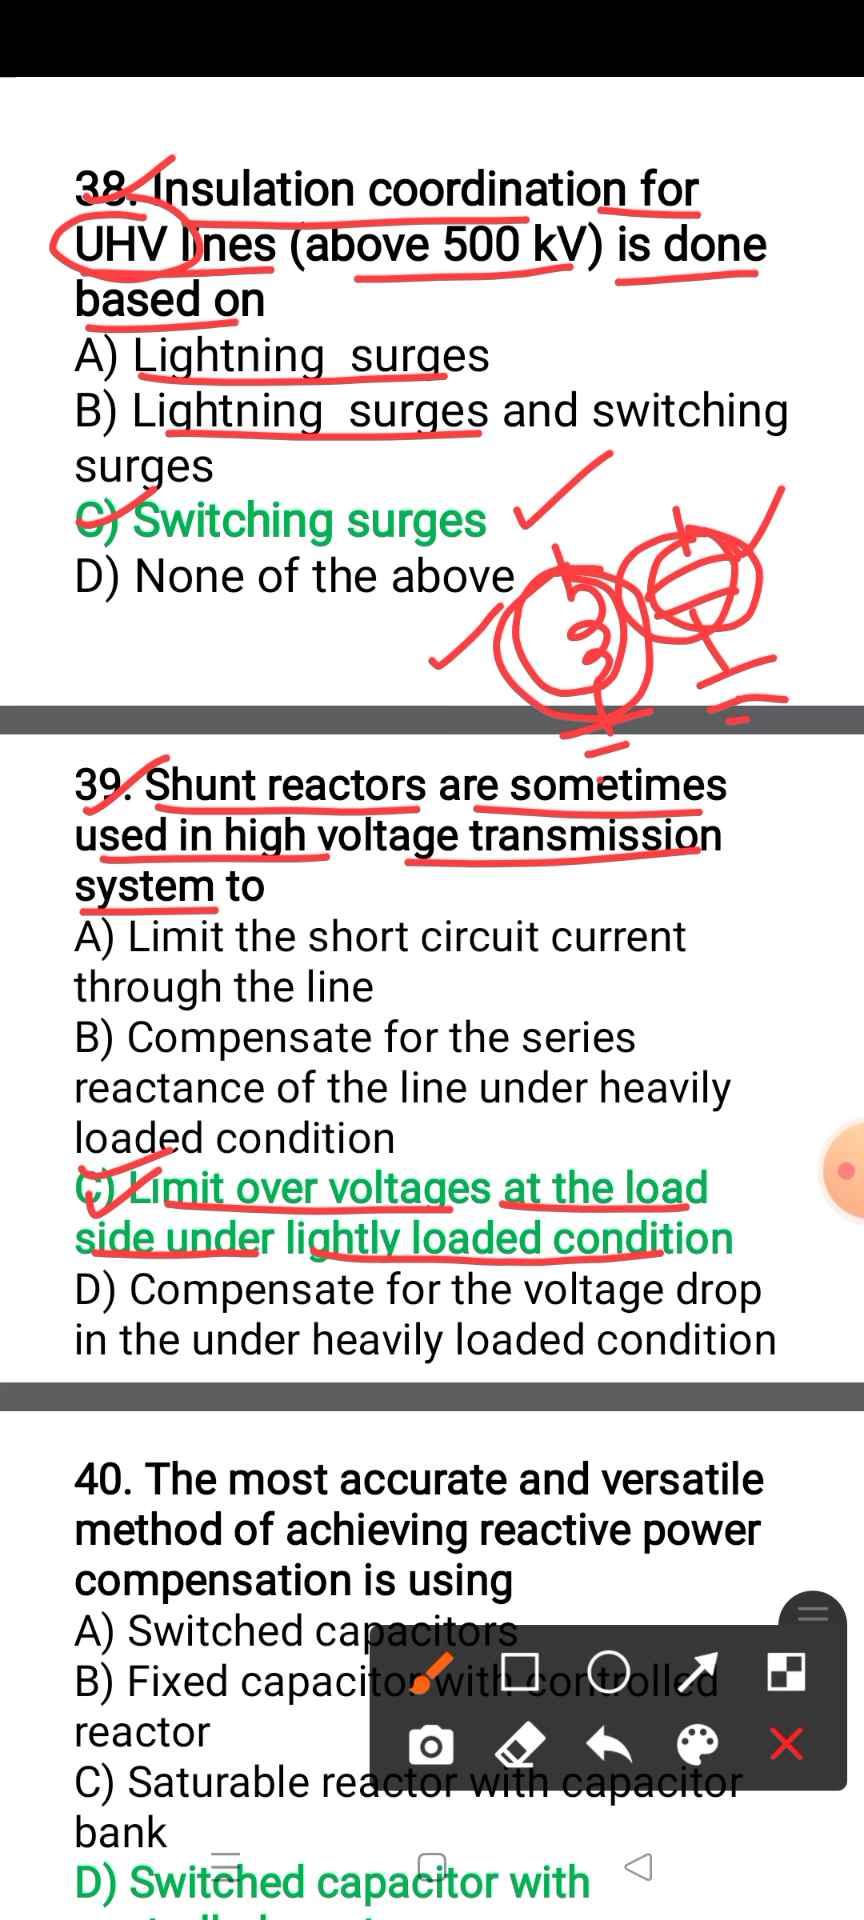 38. Insulation coordination for
UHV lines (above 500 kV) is done
based on
A) Lightning surges
B) Lightning surges and switching
surges
C) Switching surges
D) None of the above
39. Shunt reactors are sometimes
used in high voltage transmission
system to
A) Limit the short circuit current
through the line
B) Compensate for the series
reactance of the line under heavily
loaded condition
C) Limit over voltages at the load
side under lightly loaded condition
D) Compensate for the voltage drop
in the under heavily loaded condition
40. The most accurate and versatile
method of achieving reactive power
compensation is using
A) Switched capacitors
B) Fixed capacitor with controlled
reactor
C) Saturable reactor with capacitor
bank
D) Switched capacitor with